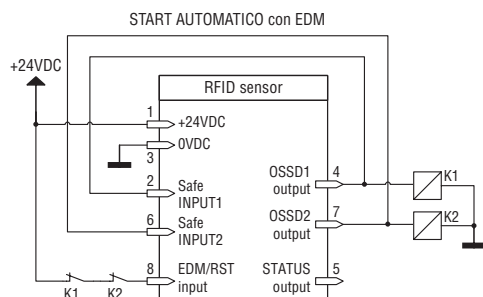 START AUTOMATICO con EDM
+24VDC
RFID sensor
1
+24VDC
0VDC
3
2
Safe
INPUT1
6
Safe
INPUT2
8
EDM/RST
input
K1
K2
OSSD1
output
4
K1
OSSD2
output
7
K2
STATUS
output
5